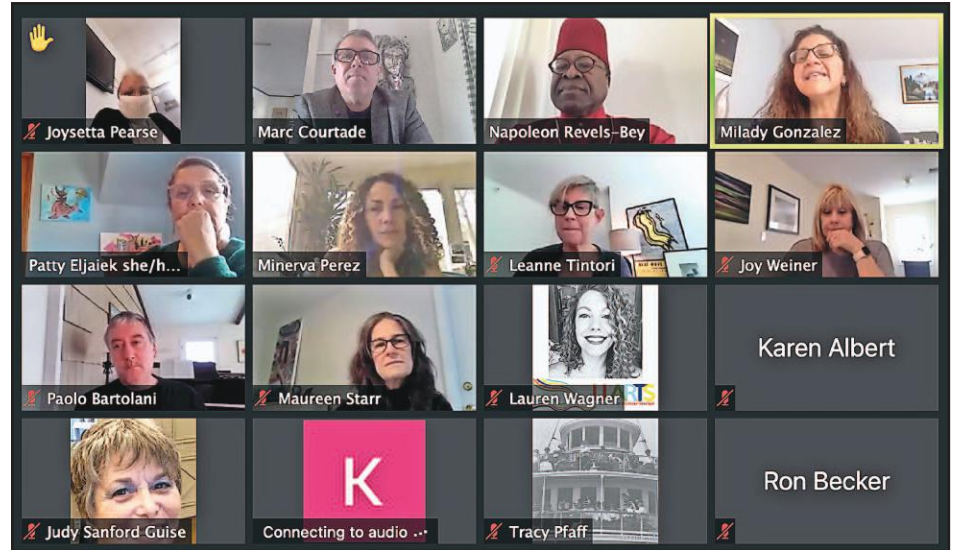 Joysetta Pearse
Marc Courtade
Napoleon Revels-Bey
Milady Gonzalez
Patty Eljaiek she/h...
Minerva Perez
Leanne Tintori
Joy Weiner
Paolo Bartolani
Maureen Starr
Lauren Wagner
ARTS
Karen Albert
Judy Sanford Guise
K
Connecting to audio ···
Tracy Pfaff
Ron Becker